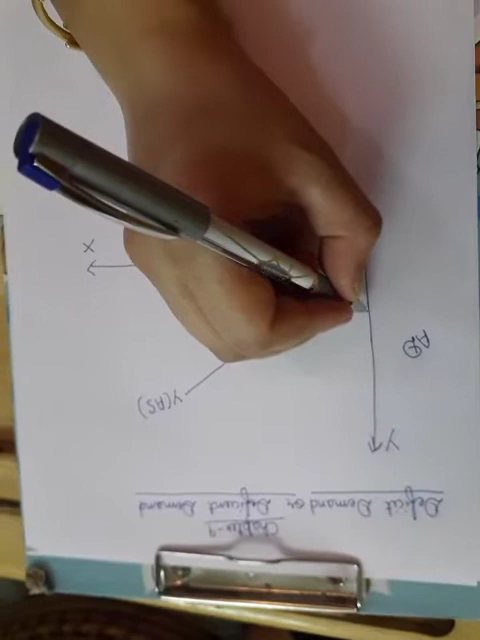 Chapter-9
Deficit Demand or Deficient Demand
Y
AD
Y(AS)
X